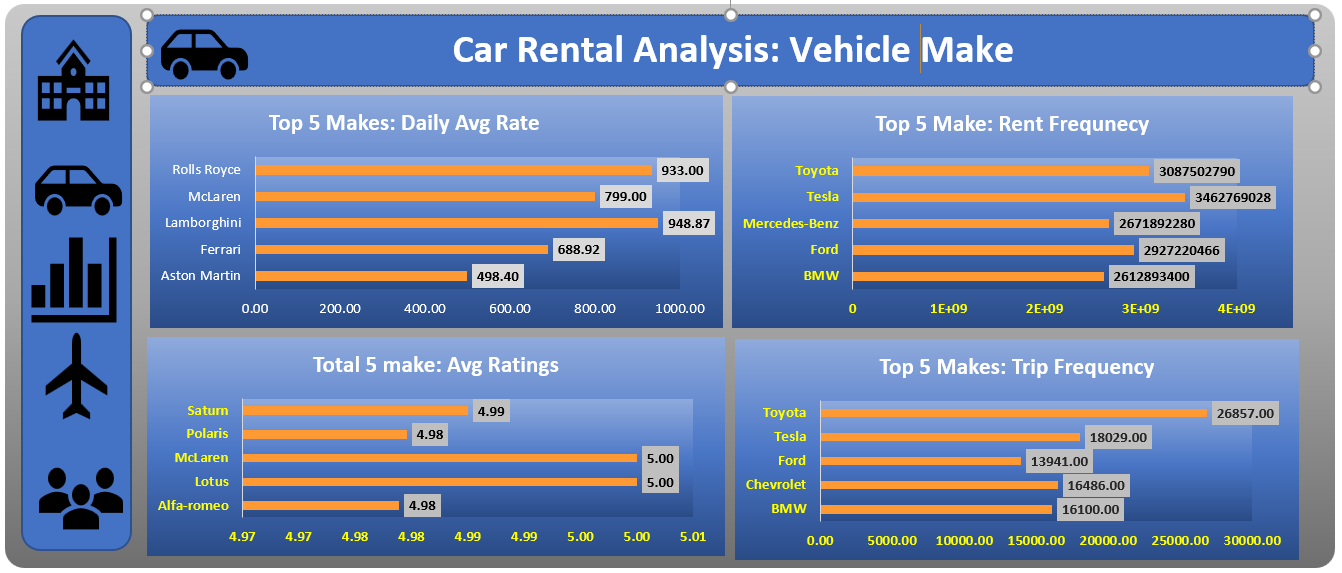 Car Rental Analysis: Vehicle Make
Top 5 Makes: Daily Avg Rate
Rolls Royce 933.00
McLaren 799.00
Lamborghini 948.87
Ferrari 688.92
Aston Martin 498.40
0.00 200.00 400.00 600.00 800.00 1000.00
Top 5 Make: Rent Frequnecy
Toyota 3087502790
Tesla 3462769028
Mercedes-Benz 2671892280
Ford 2927220466
BMW 2612893400
0 1E+09 2E+09 3E+09 4E+09
Total 5 make: Avg Ratings
Saturn 4.99
Polaris 4.98
McLaren 5.00
Lotus 5.00
Alfa-romeo 4.98
4.97 4.97 4.98 4.98 4.99 4.99 5.00 5.00 5.01
Top 5 Makes: Trip Frequency
Toyota 26857.00
Tesla 18029.00
Ford 13941.00
Chevrolet 16486.00
BMW 16100.00
0.00 5000.00 10000.00 15000.00 20000.00 25000.00 30000.00